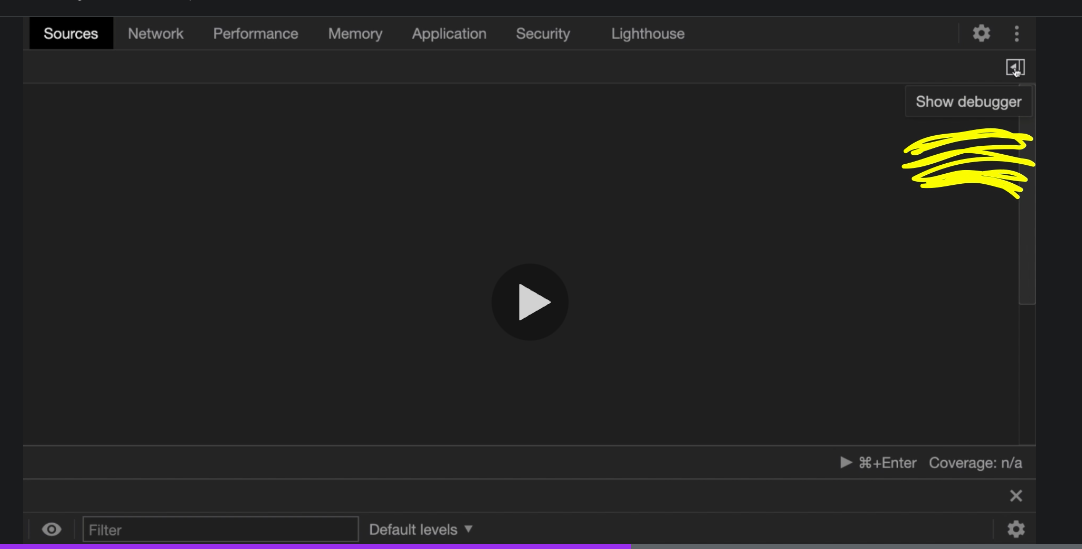 Sources Network Performance Memory Application Security Lighthouse
Show debugger
⌘+Enter Coverage: n/a
Filter Default levels